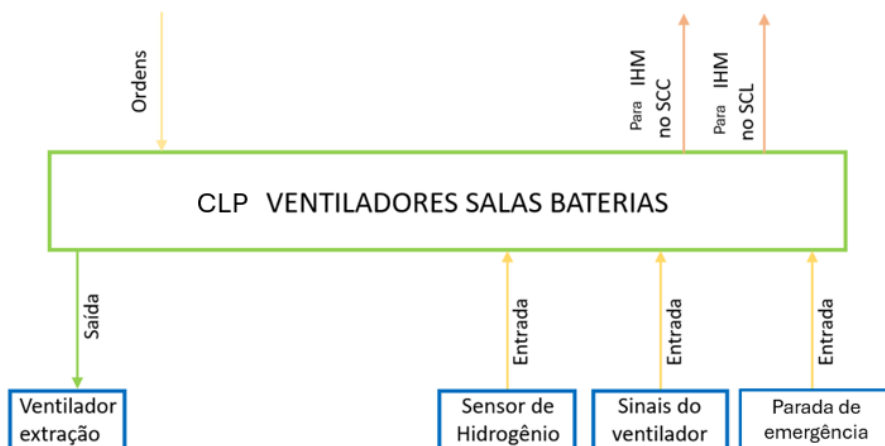 Ordens
Para IHM
no SCC
Para IHM
no SCL
CLP VENTILADORES SALAS BATERIAS
Saída
Entrada
Entrada
Entrada
Ventilador
extração
Sensor de
Hidrogênio
Sinais do
ventilador
Parada de
emergência